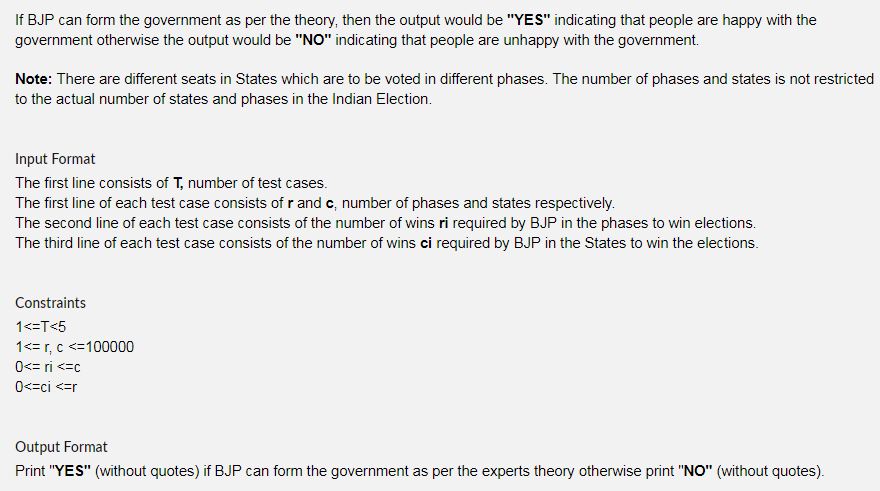 If BJP can form the government as per the theory, then the output would be "YES" indicating that people are happy with the
government otherwise the output would be "NO" indicating that people are unhappy with the government.
Note: There are different seats in States which are to be voted in different phases. The number of phases and states is not restricted
to the actual number of states and phases in the Indian Election.
Input Format
The first line consists of T, number of test cases.
The first line of each test case consists of r and c, number of phases and states respectively.
The second line of each test case consists of the number of wins ri required by BJP in the phases to win elections.
The third line of each test case consists of the number of wins ci required by BJP in the States to win the elections.
Constraints
1<=T<5
1<= r, c <=100000
0<= ri <=c
0<=ci <=r
Output Format
Print "YES" (without quotes) if BJP can form the government as per the experts theory otherwise print "NO" (without quotes).